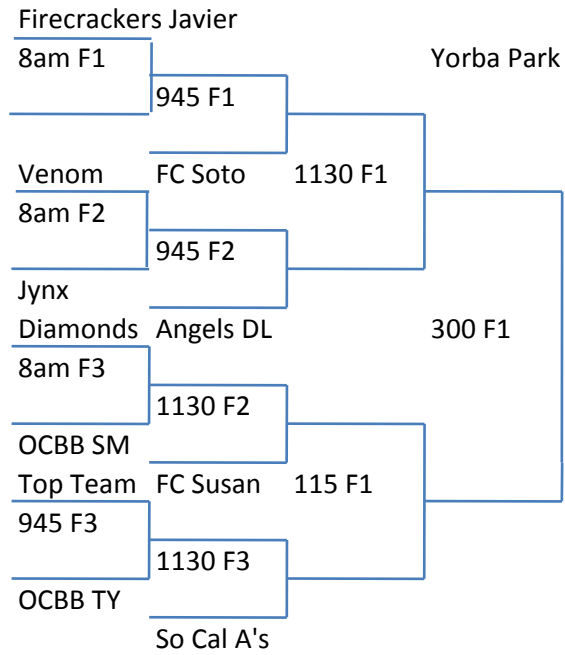 Firecrackers Javier
8am F1 Yorba Park
945 F1
Venom FC Soto 1130 F1
8am F2
945 F2
Jynx
Diamonds Angels DL 300 F1
8am F3
1130 F2
OCBB SM
Top Team FC Susan 115 F1
945 F3
1130 F3
OCBB TY
So Cal A's